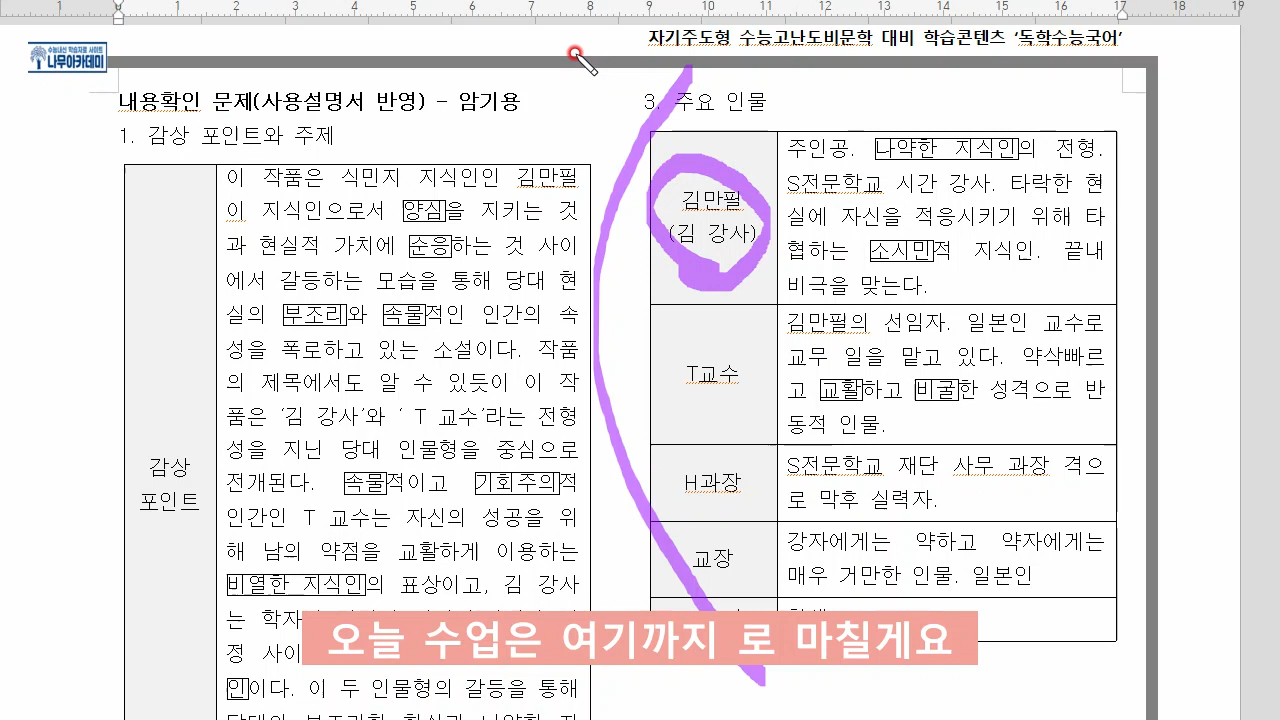 자기주도형 수능고난도비문학 대비 학습콘텐츠 ‘독학수능국어’
수능내신 학습자료 사이트
나무아카데미
내용확인 문제(사용설명서 반영) - 암기용
1. 감상 포인트와 주제
감상
포인트
이 작품은 식민지 지식인인 김만필
이 지식인으로서 양심을 지키는 것
과 현실적 가치에 순응하는 것 사이
에서 갈등하는 모습을 통해 당대 현
실의 부조리와 속물적인 인간의 속
성을 폭로하고 있는 소설이다. 작품
의 제목에서도 알 수 있듯이 이 작
품은 ‘김 강사’와 ‘ T 교수’라는 전형
성을 지닌 당대 인물형을 중심으로
전개된다. 속물적이고 기회주의적
인간인 T 교수는 자신의 성공을 위
해 남의 약점을 교활하게 이용하는
비열한 지식인의 표상이고, 김 강사
는 학자
정 사이
인이다. 이 두 인물형의 갈등을 통해
3. 주요 인물
김만필
(김 강사)
주인공. 나약한 지식인의 전형.
S전문학교 시간 강사. 타락한 현
실에 자신을 적응시키기 위해 타
협하는 소시민적 지식인. 끝내
비극을 맞는다.
T교수
김만필의 선임자. 일본인 교수로
교무 일을 맡고 있다. 약삭빠르
고 교활하고 비굴한 성격으로 반
동적 인물.
H과장
S전문학교 재단 사무 과장 격으
로 막후 실력자.
교장
강자에게는 약하고 약자에게는
매우 거만한 인물. 일본인
오늘 수업은 여기까지 로 마칠게요